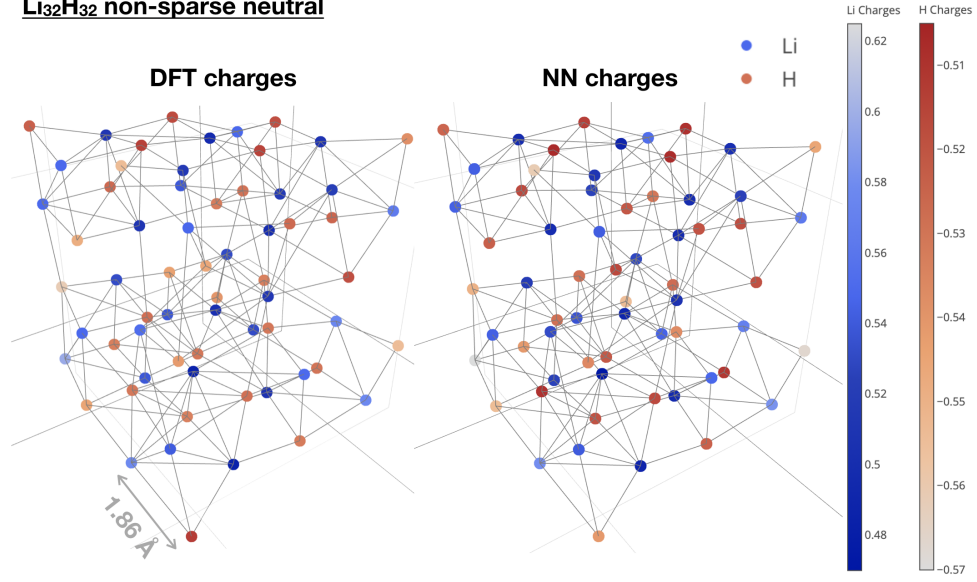 Li₃₂H₃₂ non-sparse neutral
Li Charges
H Charges
Li
H
DFT charges
NN charges
1.86 Å
0.62
0.6
0.58
0.56
0.54
0.52
0.5
0.48
−0.51
−0.52
−0.53
−0.54
−0.55
−0.56
−0.57